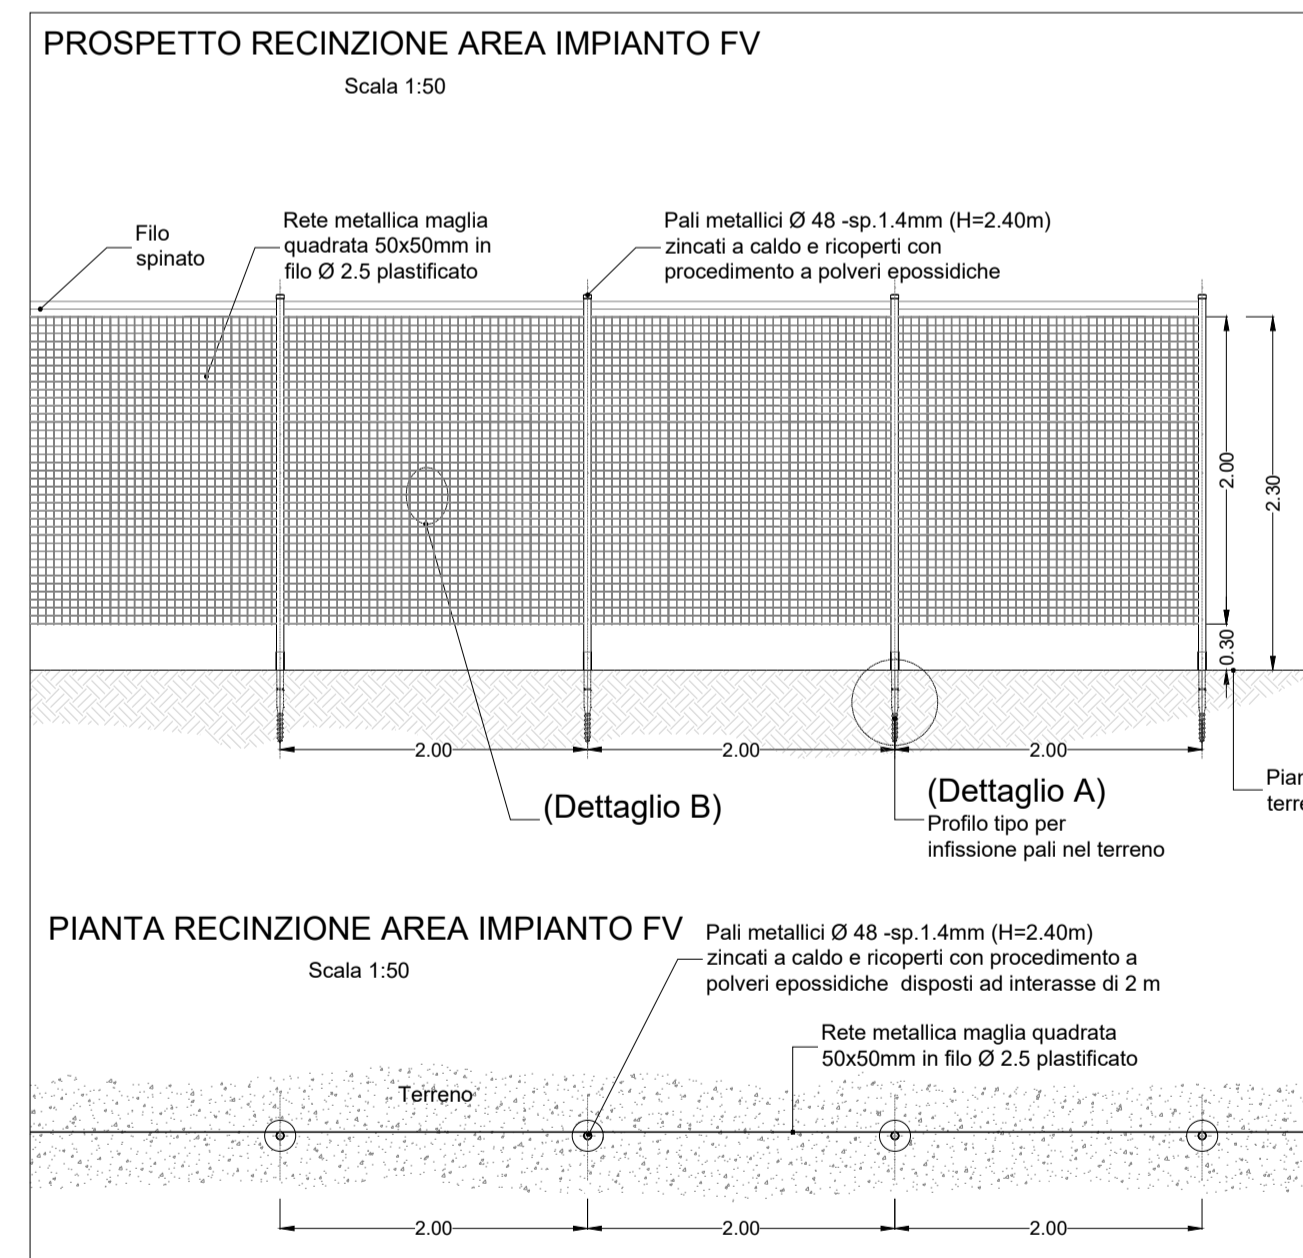 PROSPETTO RECINZIONE AREA IMPIANTO FV
Scala 1:50
Filo
spinato
Rete metallica maglia
quadrata 50x50mm in
filo Ø 2.5 plastificato
Pali metallici Ø 48 -sp.1.4mm (H=2.40m)
zincati a caldo e ricoperti con
procedimento a polveri epossidiche
2.00
2.30
0.30
2.00
2.00
2.00
(Dettaglio B)
(Dettaglio A)
Profilo tipo per
infissione pali nel terreno
PIANTA RECINZIONE AREA IMPIANTO FV
Scala 1:50
Pali metallici Ø 48 -sp.1.4mm (H=2.40m)
zincati a caldo e ricoperti con procedimento a
polveri epossidiche disposti ad interasse di 2 m
Rete metallica maglia quadrata
50x50mm in filo Ø 2.5 plastificato
Terreno
2.00
2.00
2.00